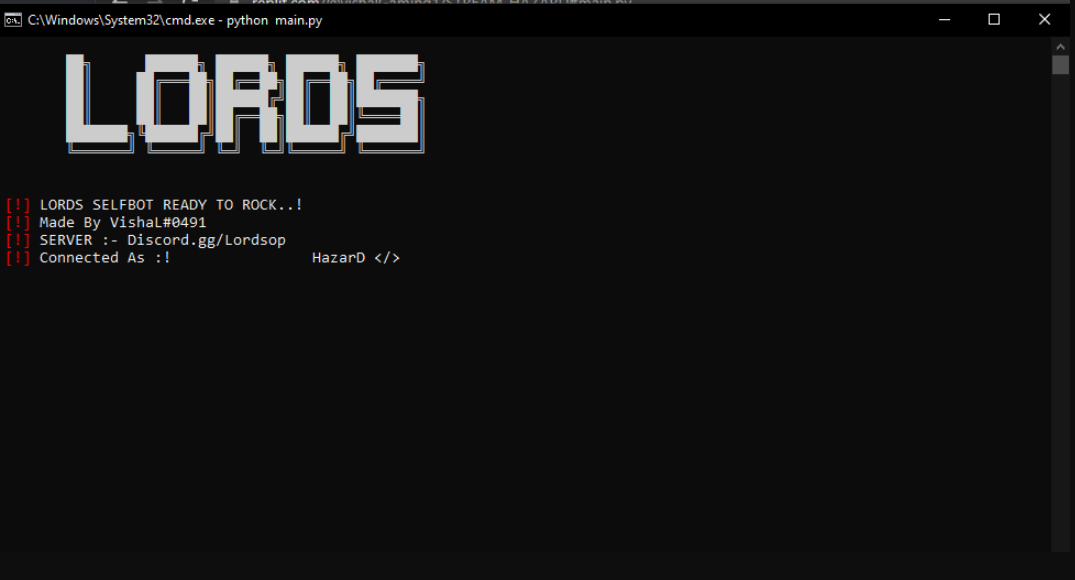 C:\Windows\System32\cmd.exe - python  main.py
LORDS
[!] LORDS SELFBOT READY TO ROCK..!
[!] Made By VishaL#0491
[!] SERVER :- Discord.gg/Lordsop
[!] Connected As :!                HazarD </>